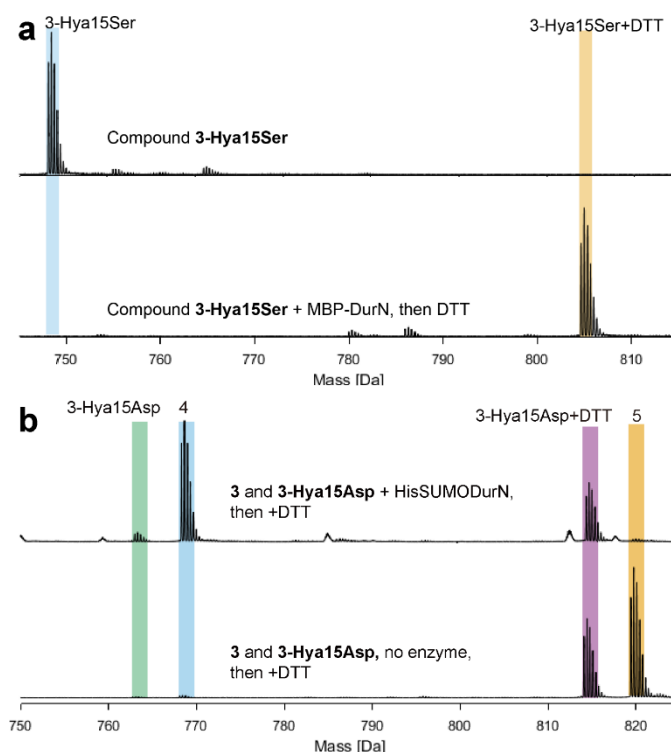 a
3-Hya15Ser
3-Hya15Ser+DTT
Compound 3-Hya15Ser
Compound 3-Hya15Ser + MBP-DurN, then DTT
750 760 770 780 790 800 810
Mass [Da]
b
3-Hya15Asp 4 3-Hya15Asp+DTT 5
3 and 3-Hya15Asp + HisSUMODurN,
then +DTT
3 and 3-Hya15Asp, no enzyme,
then +DTT
750 760 770 780 790 800 810 820
Mass [Da]